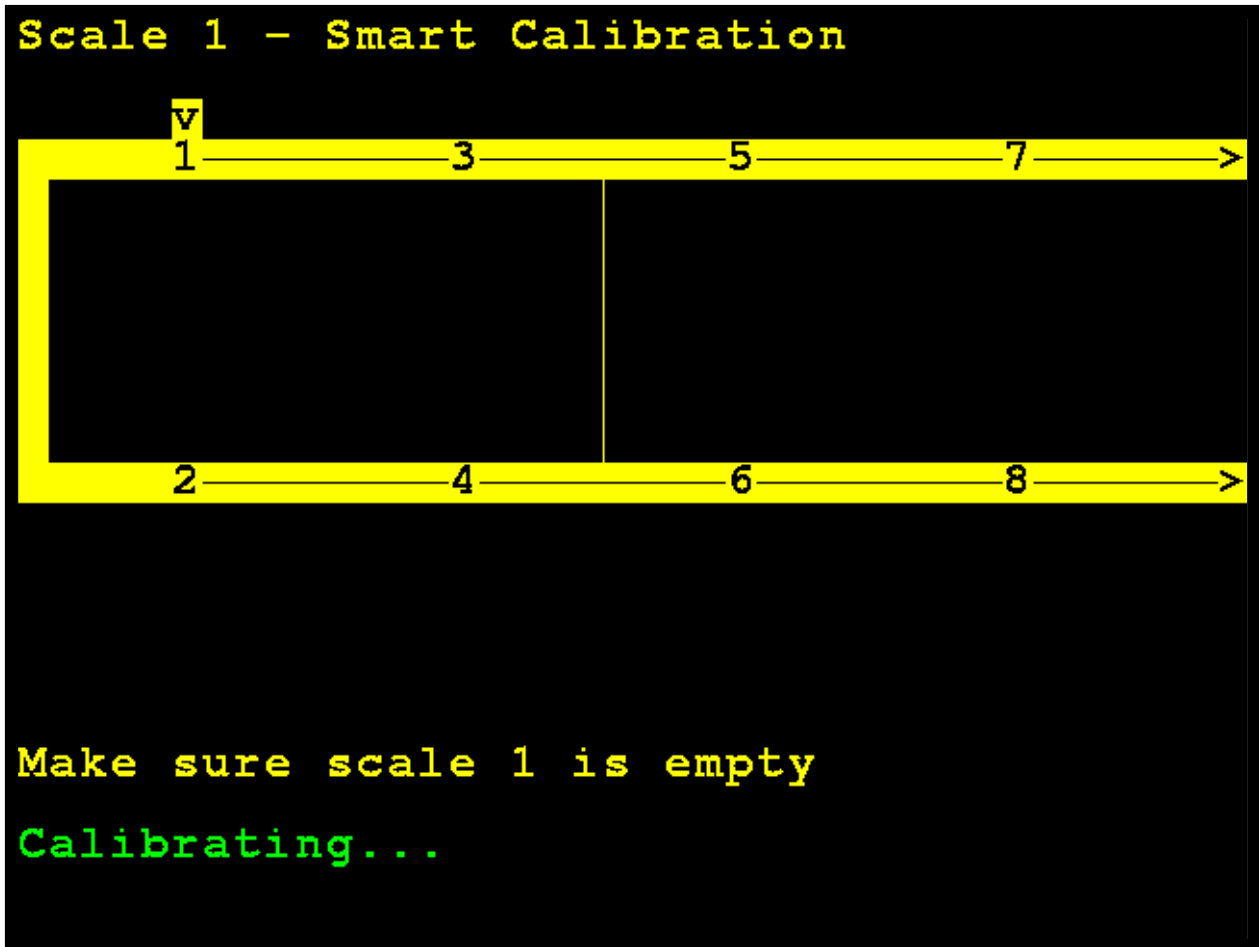 Scale 1 - Smart Calibration
v
1 3 5 7 >
2 4 6 8 >
Make sure scale 1 is empty
Calibrating...